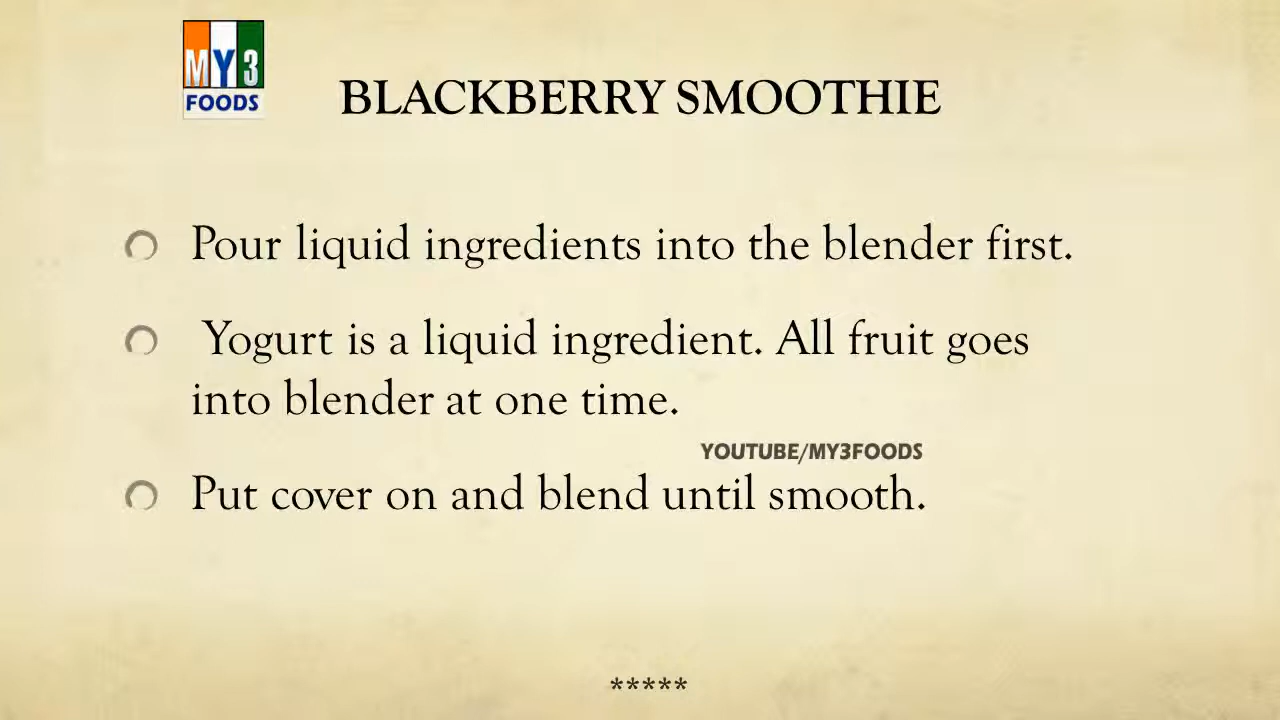 MY3
FOODS
BLACKBERRY SMOOTHIE
Pour liquid ingredients into the blender first.
Yogurt is a liquid ingredient. All fruit goes
into blender at one time.
YOUTUBE/MY3FOODS
Put cover on and blend until smooth.
*****